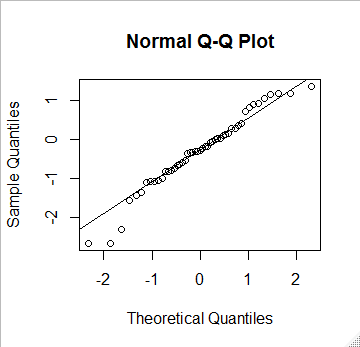 Normal Q-Q Plot
Sample Quantiles
1
0
-1
-2
-2 -1 0 1 2
Theoretical Quantiles